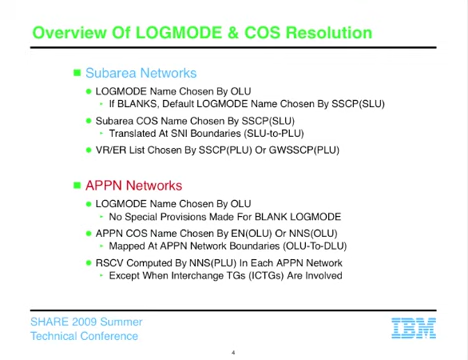 Overview Of LOGMODE & COS Resolution
Subarea Networks
LOGMODE Name Chosen By OLU
If BLANKS, Default LOGMODE Name Chosen By SSCP(SLU)
Subarea COS Name Chosen By SSCP(SLU)
Translated At SNI Boundaries (SLU-to-PLU)
VR/ER List Chosen By SSCP(PLU) Or GWSSCP(PLU)
APPN Networks
LOGMODE Name Chosen By OLU
No Special Provisions Made For BLANK LOGMODE
APPN COS Name Chosen By EN(OLU) Or NNS(OLU)
Mapped At APPN Network Boundaries (OLU-To-DLU)
RSCV Computed By NNS(PLU) In Each APPN Network
Except When Interchange TGs (ICTGs) Are Involved
SHARE 2009 Summer
Technical Conference
IBM
4